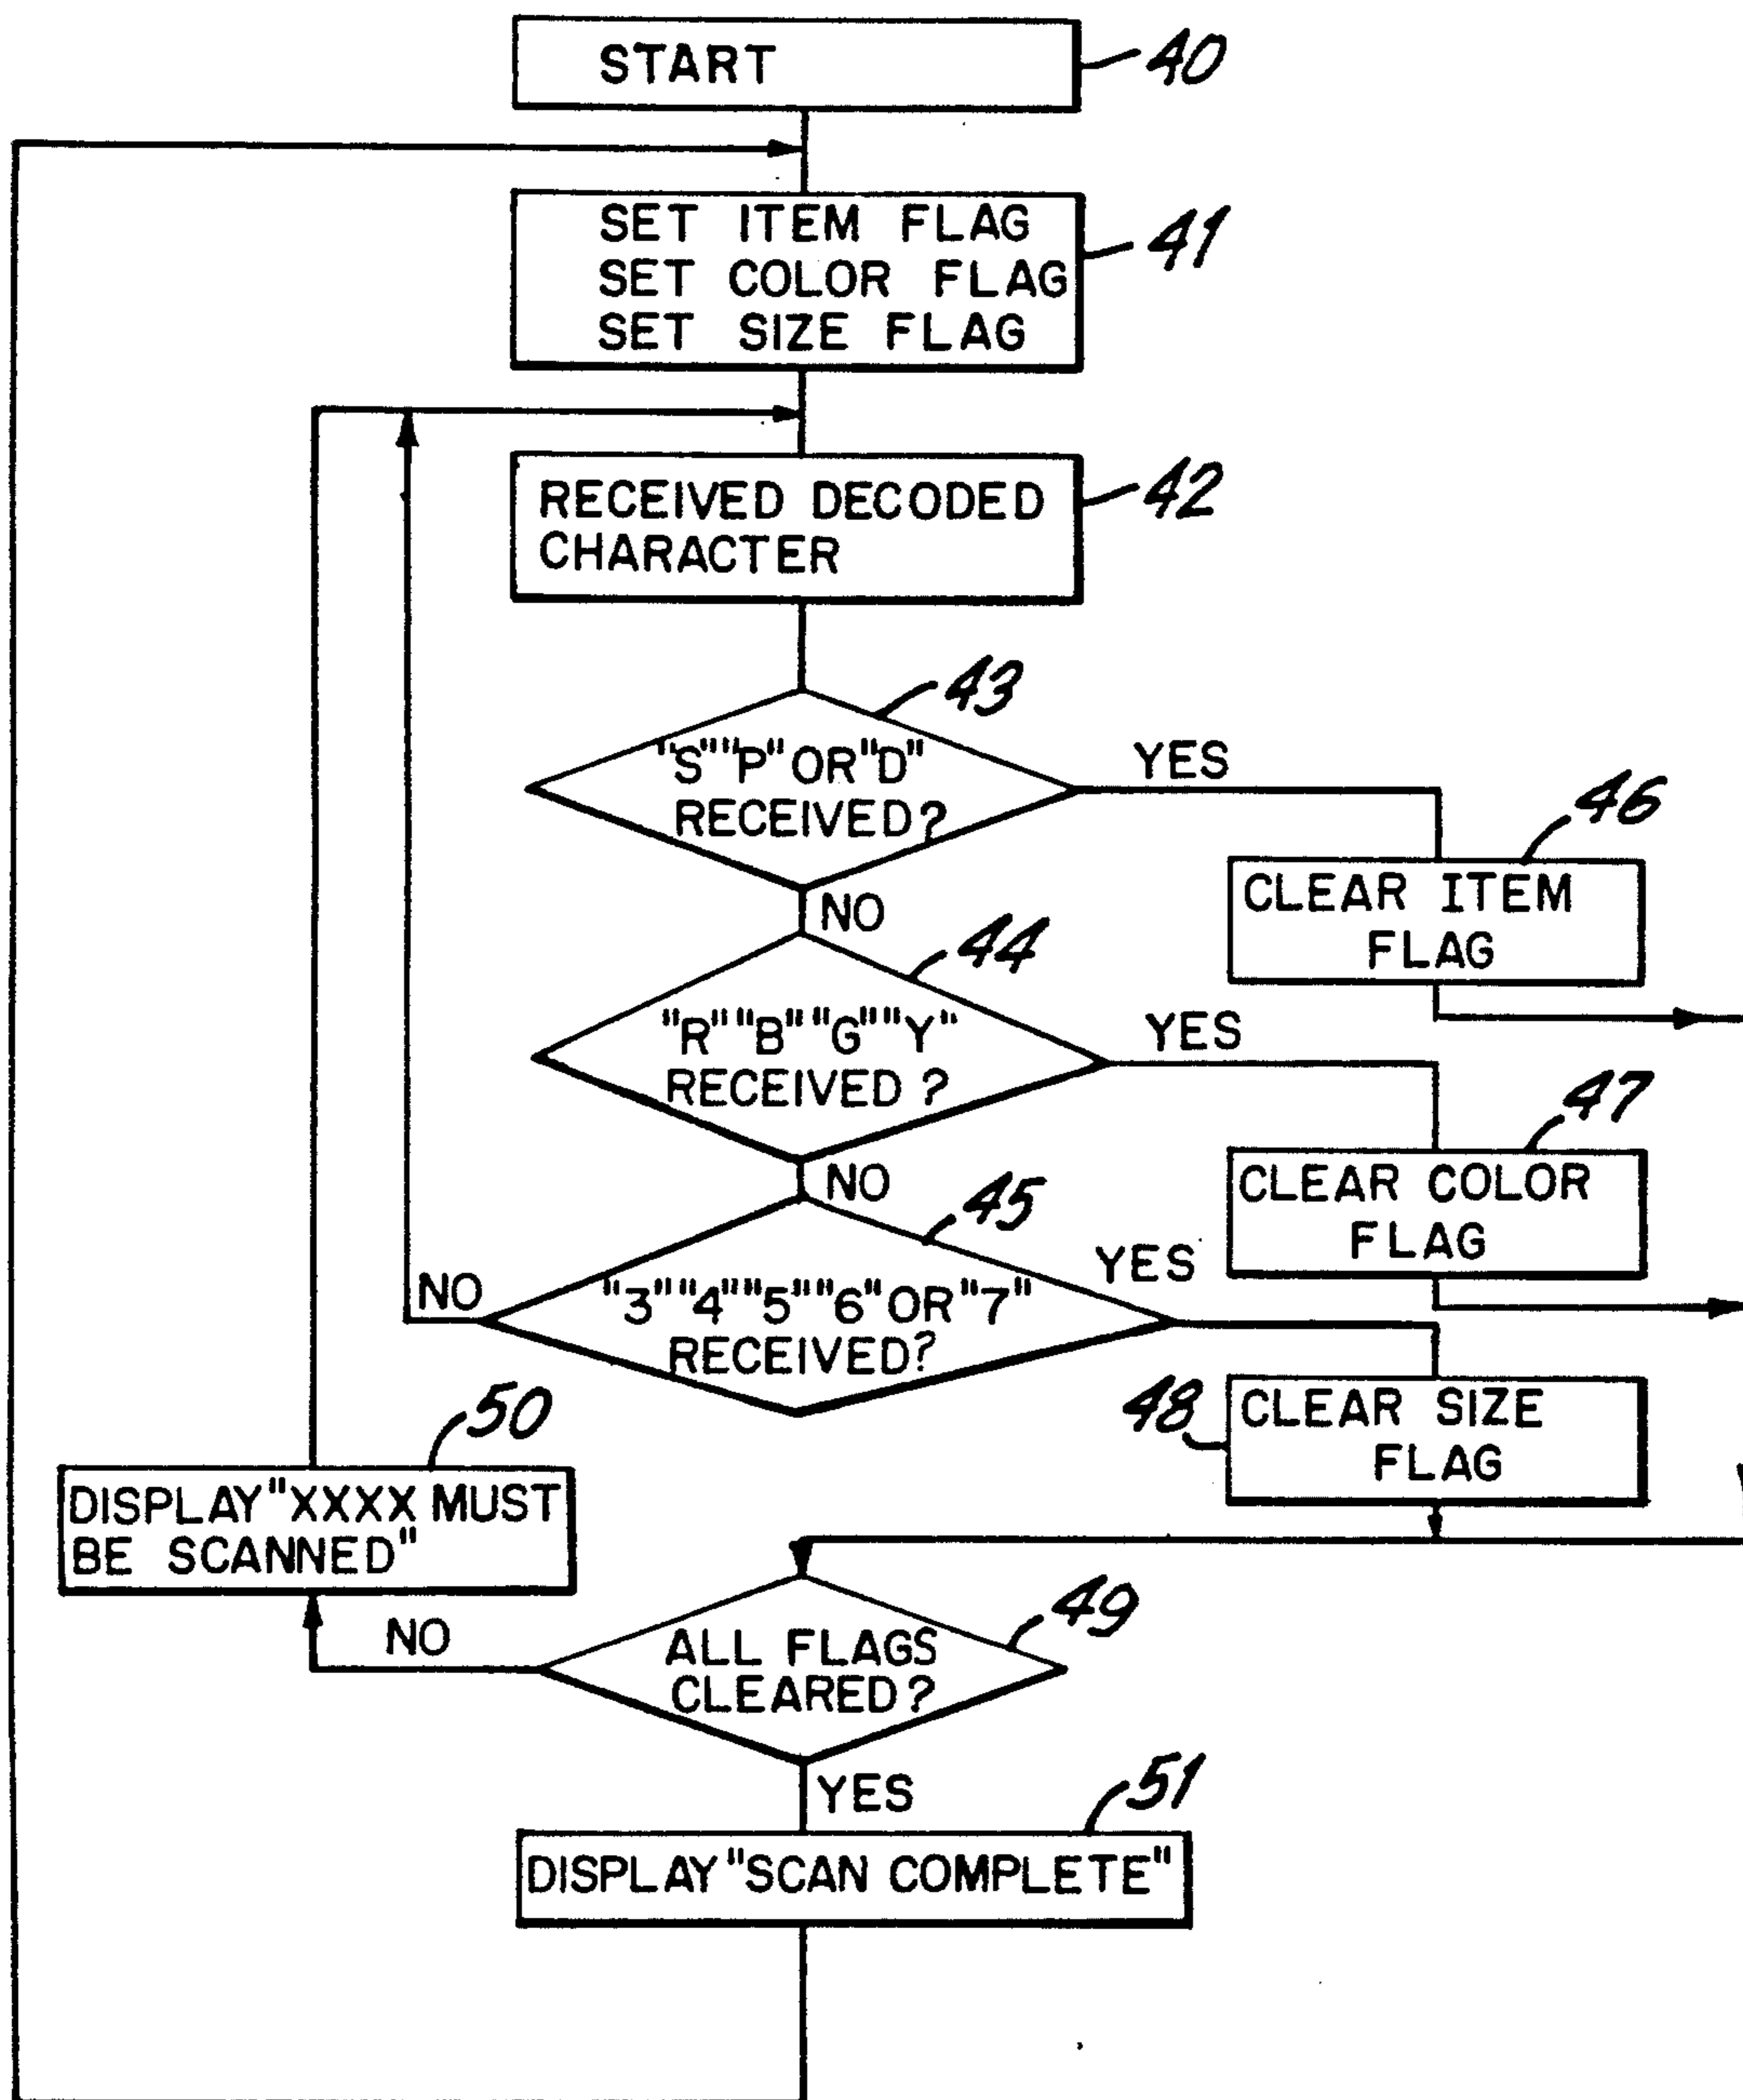 START
40
SET ITEM FLAG
SET COLOR FLAG
SET SIZE FLAG
41
RECEIVED DECODED
CHARACTER
42
43
"S""P" OR "D"
RECEIVED?
YES
46
CLEAR ITEM
FLAG
NO
44
"R""B""G""Y"
RECEIVED ?
YES
47
CLEAR COLOR
FLAG
NO
45
NO
"3""4""5""6" OR "7"
RECEIVED?
YES
48
CLEAR SIZE
FLAG
50
DISPLAY "XXXX MUST
BE SCANNED"
49
NO
ALL FLAGS
CLEARED?
YES
51
DISPLAY "SCAN COMPLETE"